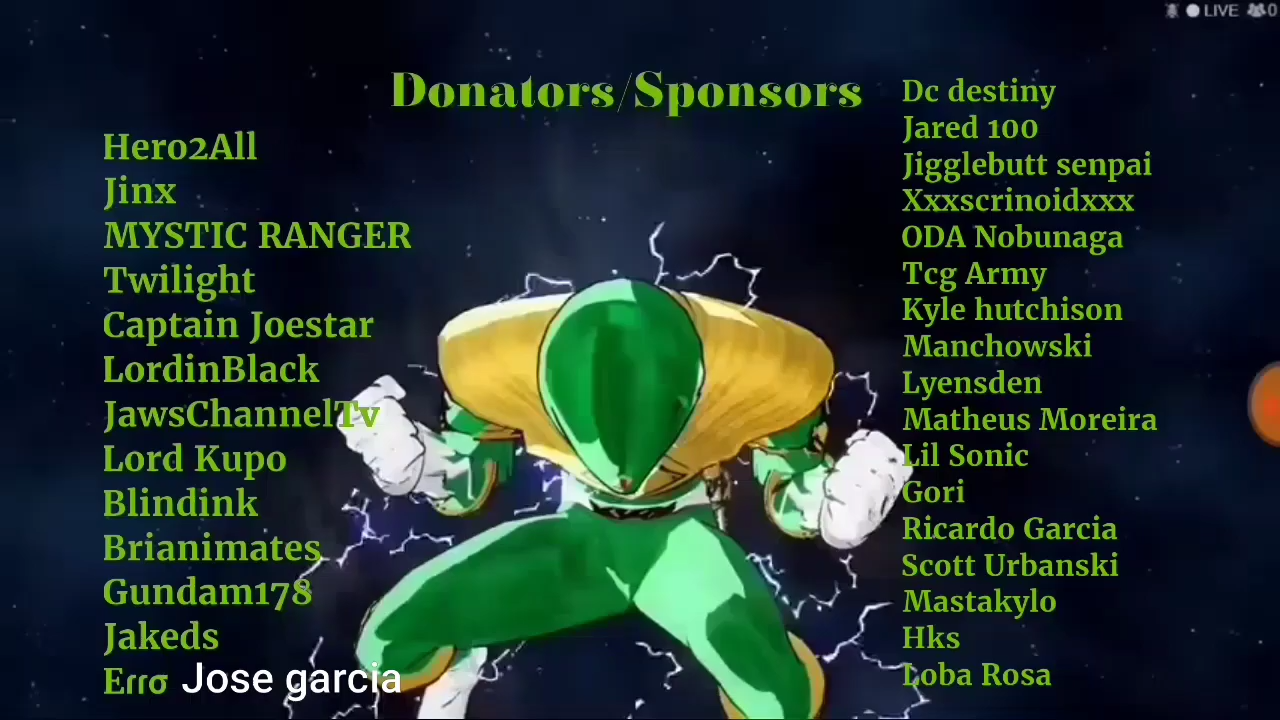 LIVE 0
Donators/Sponsors
Hero2All
Jinx
MYSTIC RANGER
Twilight
Captain Joestar
LordinBlack
JawsChannelTv
Lord Kupo
Blindink
Brianimates
Gundam178
Jakeds
Erro Jose garcia
Dc destiny
Jared 100
Jigglebutt senpai
Xxxscrinoidxxx
ODA Nobunaga
Tcg Army
Kyle hutchison
Manchowski
Lyensden
Matheus Moreira
Lil Sonic
Gori
Ricardo Garcia
Scott Urbanski
Mastakylo
Hks
Loba Rosa